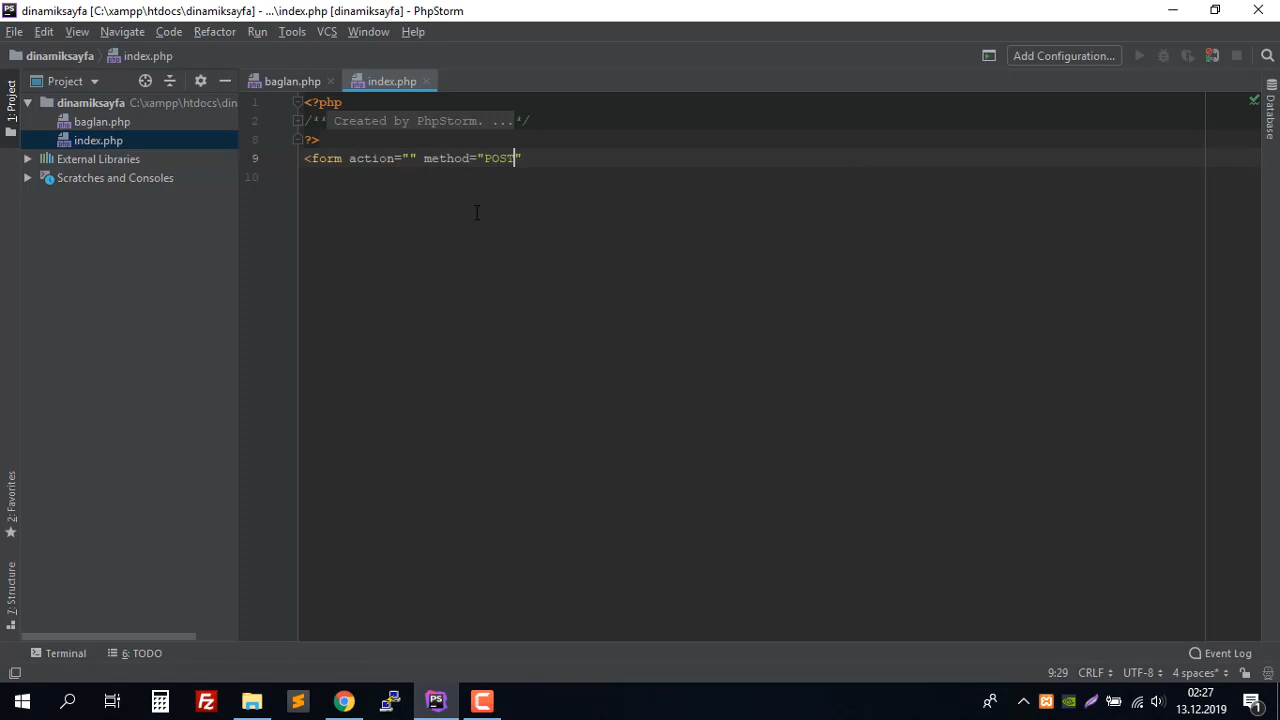 dinamiksayfa [C:\xampp\htdocs\dinamiksayfa] - ...\index.php [dinamiksayfa] - PhpStorm
File Edit View Navigate Code Refactor Run Tools VCS Window Help
dinamiksayfa index.php Add Configuration...
1: Project
Project
baglan.php index.php
dinamiksayfa C:\xampp\htdocs\din
baglan.php
index.php
External Libraries
Scratches and Consoles
1 <?php
2 /** Created by PhpStorm. ... */
8 ?>
9 <form action="" method="POST"
10
Database
2: Favorites
7: Structure
Terminal 6: TODO Event Log
9:29 CRLF UTF-8 4 spaces*
PS
02:27
13.12.2019
1